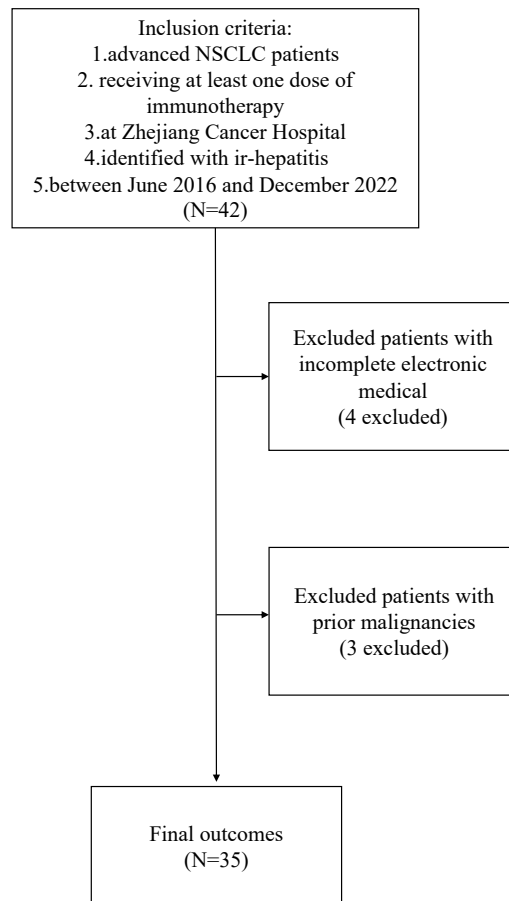 Inclusion criteria:
1.advanced NSCLC patients
2. receiving at least one dose of
immunotherapy
3.at Zhejiang Cancer Hospital
4.identified with ir-hepatitis
5.between June 2016 and December 2022
(N=42)
Excluded patients with
incomplete electronic
medical
(4 excluded)
Excluded patients with
prior malignancies
(3 excluded)
Final outcomes
(N=35)